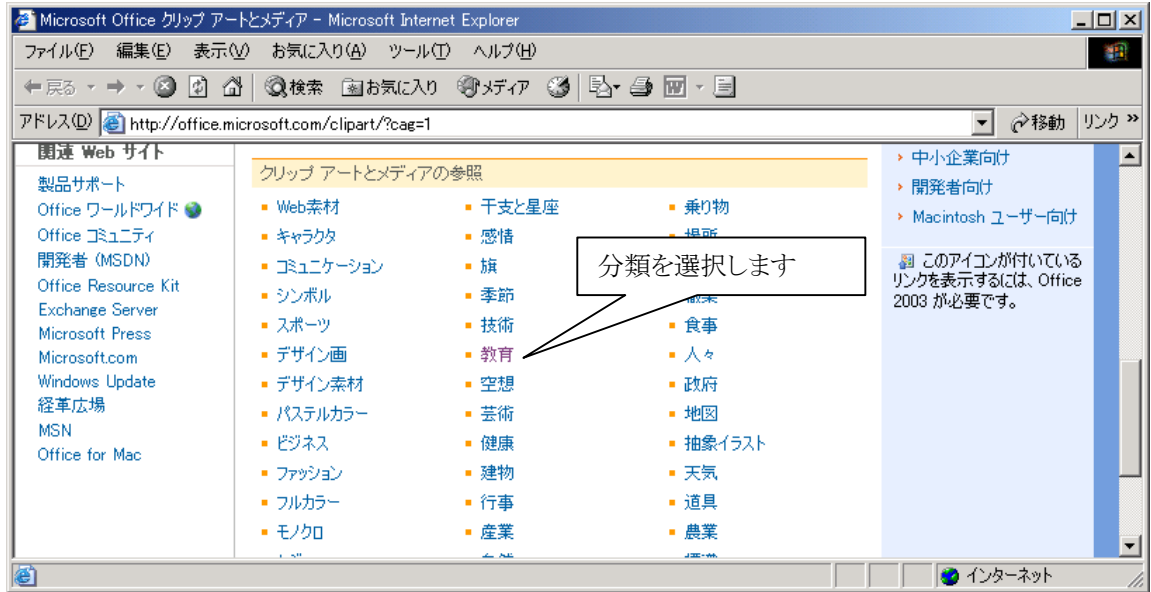 Microsoft Office クリップ アートとメディア - Microsoft Internet Explorer
ファイル(F) 編集(E) 表示(V) お気に入り(A) ツール(T) ヘルプ(H)
戻る 検索 お気に入り メディア
アドレス(D) http://office.microsoft.com/clipart/?cag=1 移動 リンク »
関連 Web サイト
製品サポート
Office ワールドワイド
Office コミュニティ
開発者 (MSDN)
Office Resource Kit
Exchange Server
Microsoft Press
Microsoft.com
Windows Update
経革広場
MSN
Office for Mac
クリップ アートとメディアの参照
Web素材
キャラクタ
コミュニケーション
シンボル
スポーツ
デザイン画
デザイン素材
パステルカラー
ビジネス
ファッション
フルカラー
モノクロ
干支と星座
感情
旗
季節
技術
教育
空想
芸術
健康
建物
行事
産業
乗り物
食事
人々
政府
地図
抽象イラスト
天気
道具
農業
分類を選択します
中小企業向け
開発者向け
Macintosh ユーザー向け
このアイコンが付いている
リンクを表示するには、Office
2003 が必要です。
インターネット